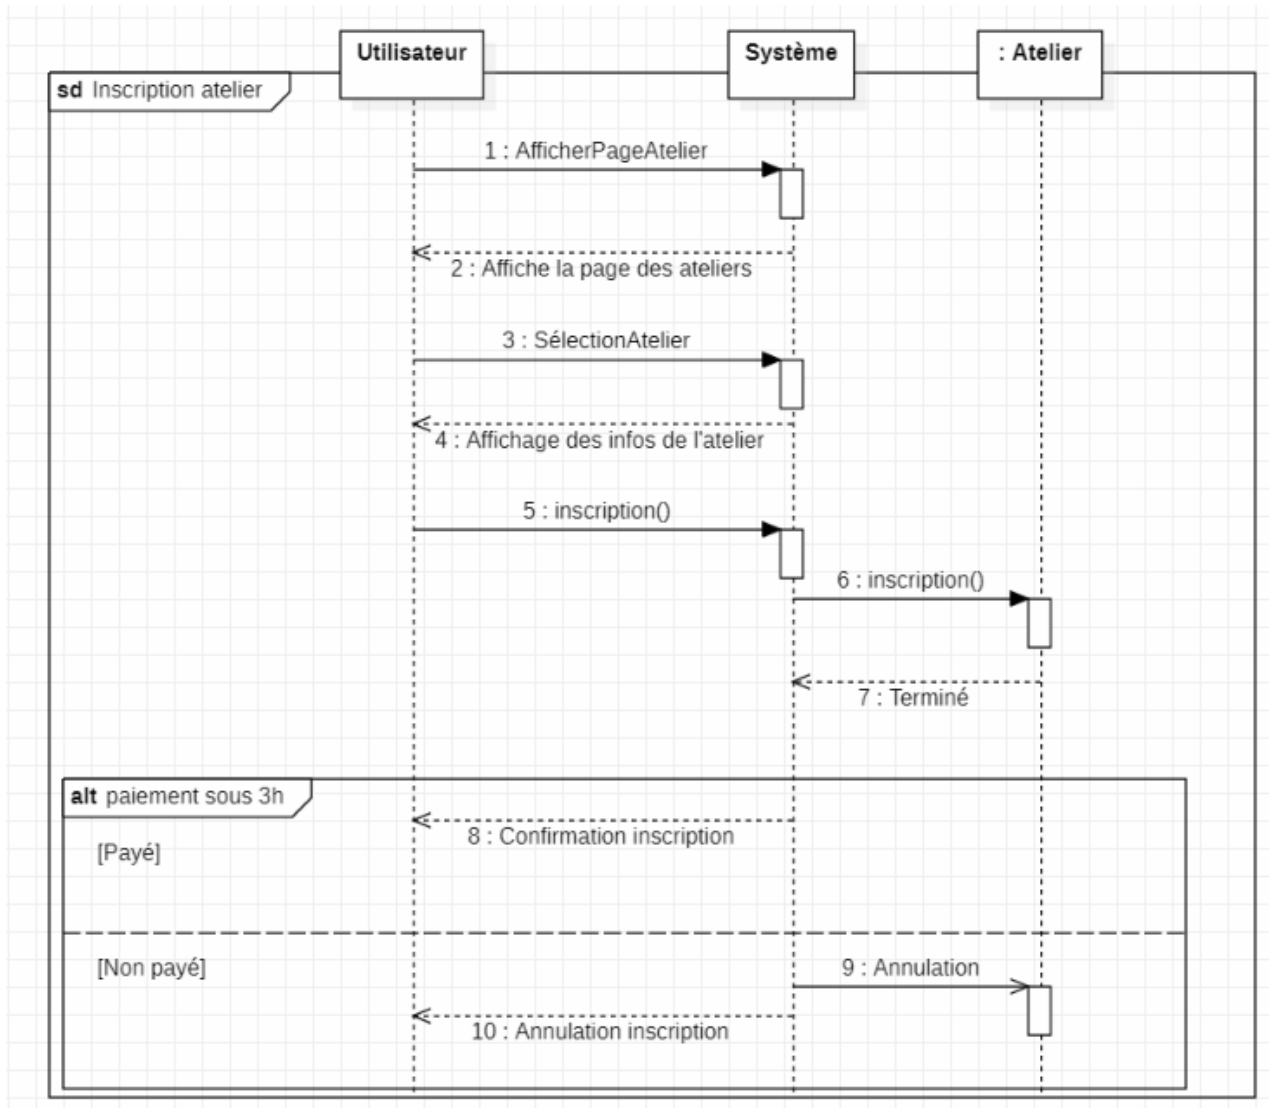 Utilisateur
Système
: Atelier
sd Inscription atelier
1 : AfficherPageAtelier
2 : Affiche la page des ateliers
3 : SélectionAtelier
4 : Affichage des infos de l'atelier
5 : inscription()
6 : inscription()
7 : Terminé
alt paiement sous 3h
8 : Confirmation inscription
[Payé]
[Non payé]
9 : Annulation
10 : Annulation inscription